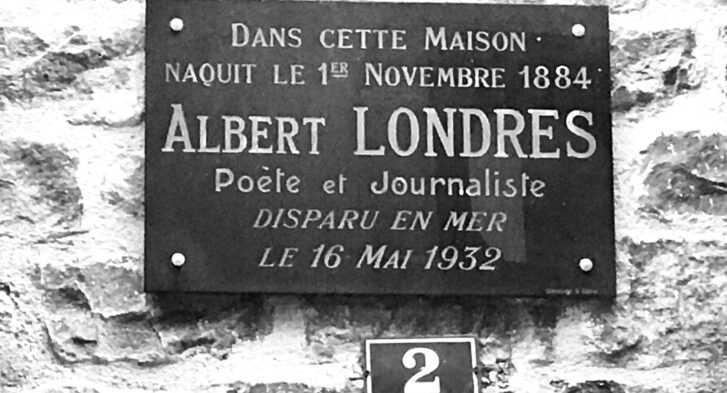 DANS CETTE MAISON
NAQUIT LE 1ER NOVEMBRE 1884
ALBERT LONDRES
Poète et Journaliste
DISPARU EN MER
LE 16 MAI 1932
2